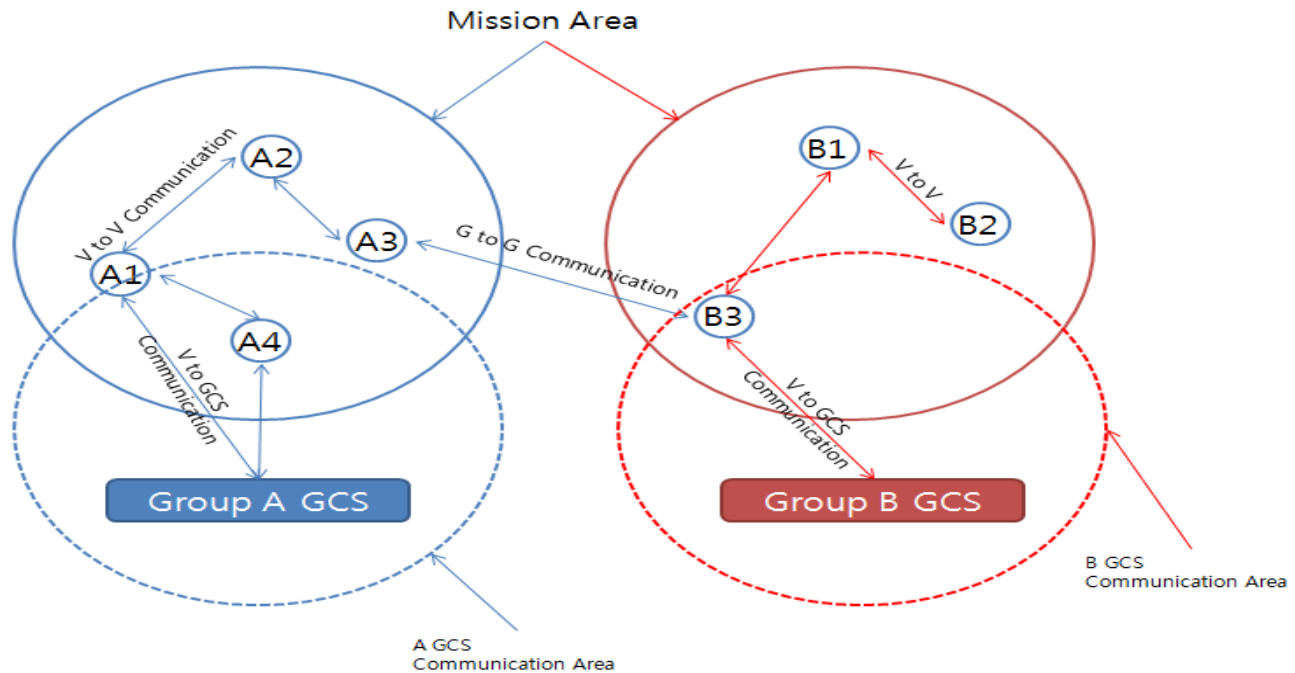 Mission Area
A2
V to V Communication
A3
A1
A4
V to GCS
Communication
Group A GCS
A GCS
Communication Area
G to G Communication
B1
V to V
B2
B3
V to GCS
Communication
Group B GCS
B GCS
Communication Area